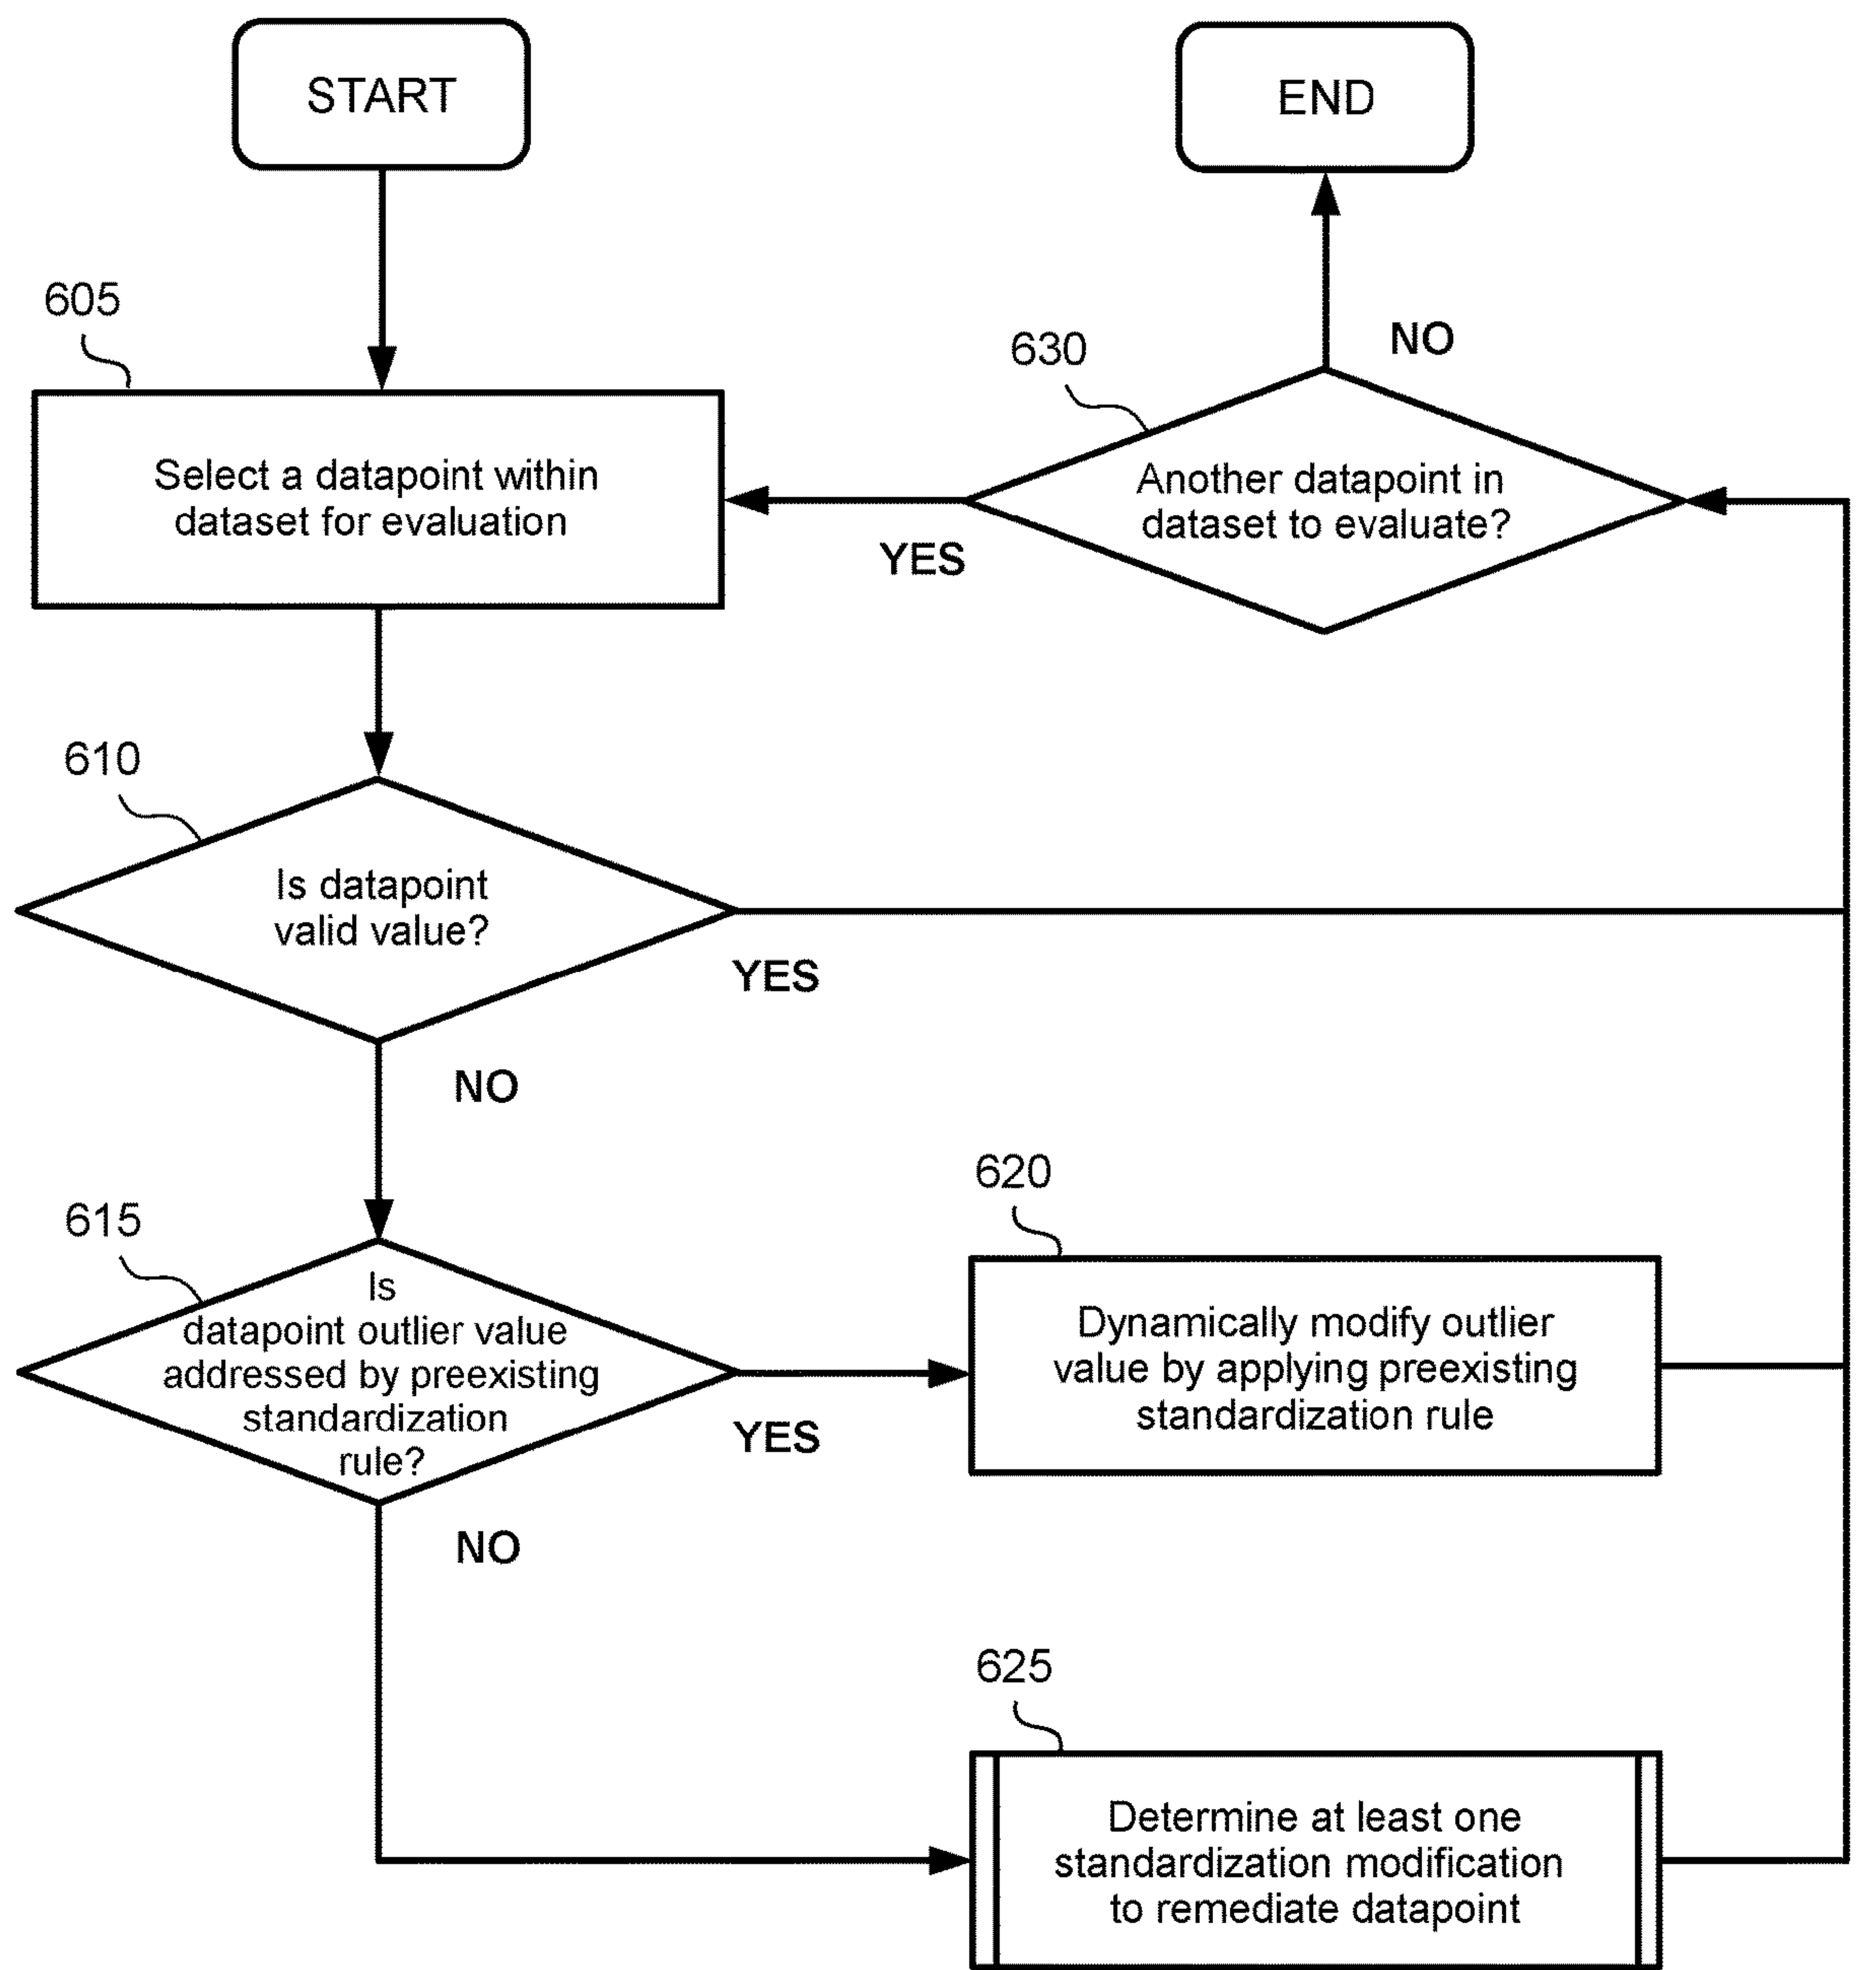 START
END
605
Select a datapoint within
dataset for evaluation
630
Another datapoint in
dataset to evaluate?
NO
YES
610
Is datapoint
valid value?
YES
NO
615
Is
datapoint outlier value
addressed by preexisting
standardization
rule?
YES
NO
620
Dynamically modify outlier
value by applying preexisting
standardization rule
625
Determine at least one
standardization modification
to remediate datapoint